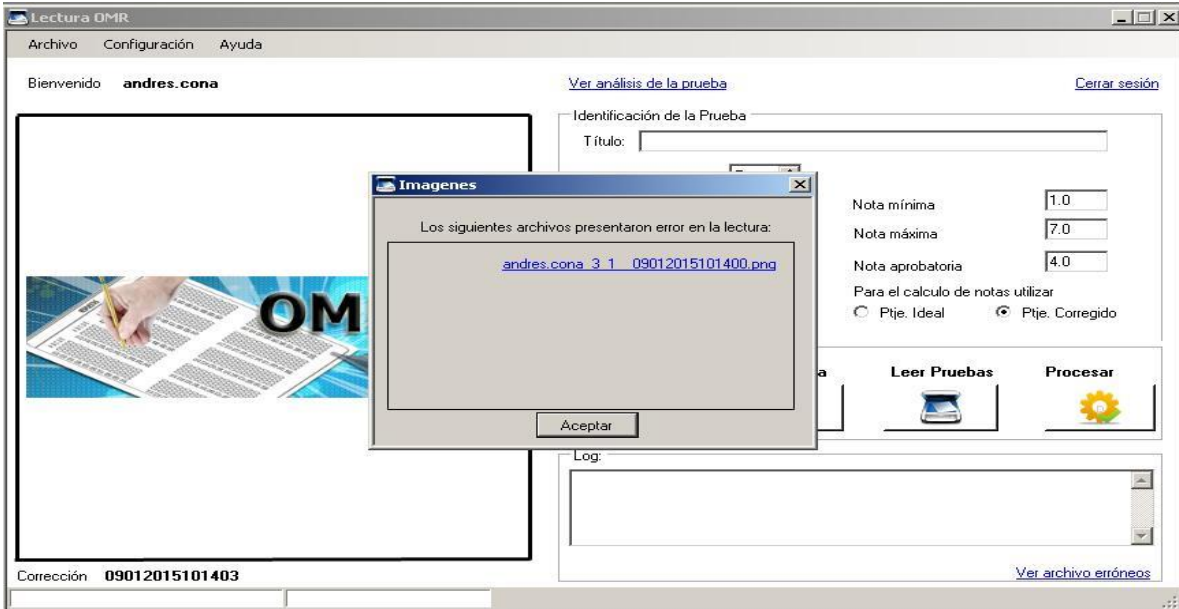 Lectura OMR
Archivo Configuración Ayuda
Bienvenido andres.cona
Ver análisis de la prueba
Cerrar sesión
Identificación de la Prueba
Título:
Imagenes
Los siguientes archivos presentaron error en la lectura:
andres.cona_3_1__09012015101400.png
Aceptar
Nota mínima 1.0
Nota máxima 7.0
Nota aprobatoria 4.0
Para el calculo de notas utilizar
Ptje. Ideal Ptje. Corregido
OM
Leer Pruebas Procesar
Log:
Ver archivo erróneos
Corrección 09012015101403